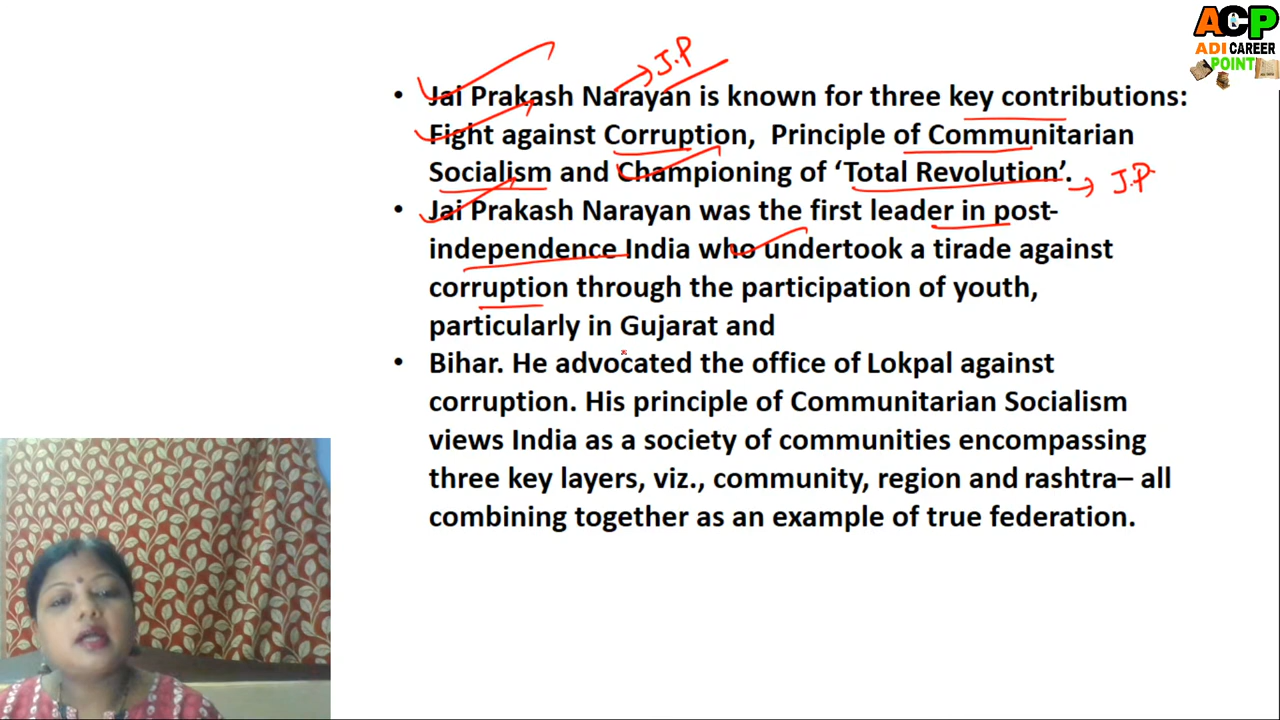 ACP
ADI CAREER
POINT
→ J.P
• Jai Prakash Narayan is known for three key contributions:
Fight against Corruption, Principle of Communitarian
Socialism and Championing of ‘Total Revolution’.
→ J.P
• Jai Prakash Narayan was the first leader in post-
independence India who undertook a tirade against
corruption through the participation of youth,
particularly in Gujarat and
• Bihar. He advocated the office of Lokpal against
corruption. His principle of Communitarian Socialism
views India as a society of communities encompassing
three key layers, viz., community, region and rashtra– all
combining together as an example of true federation.